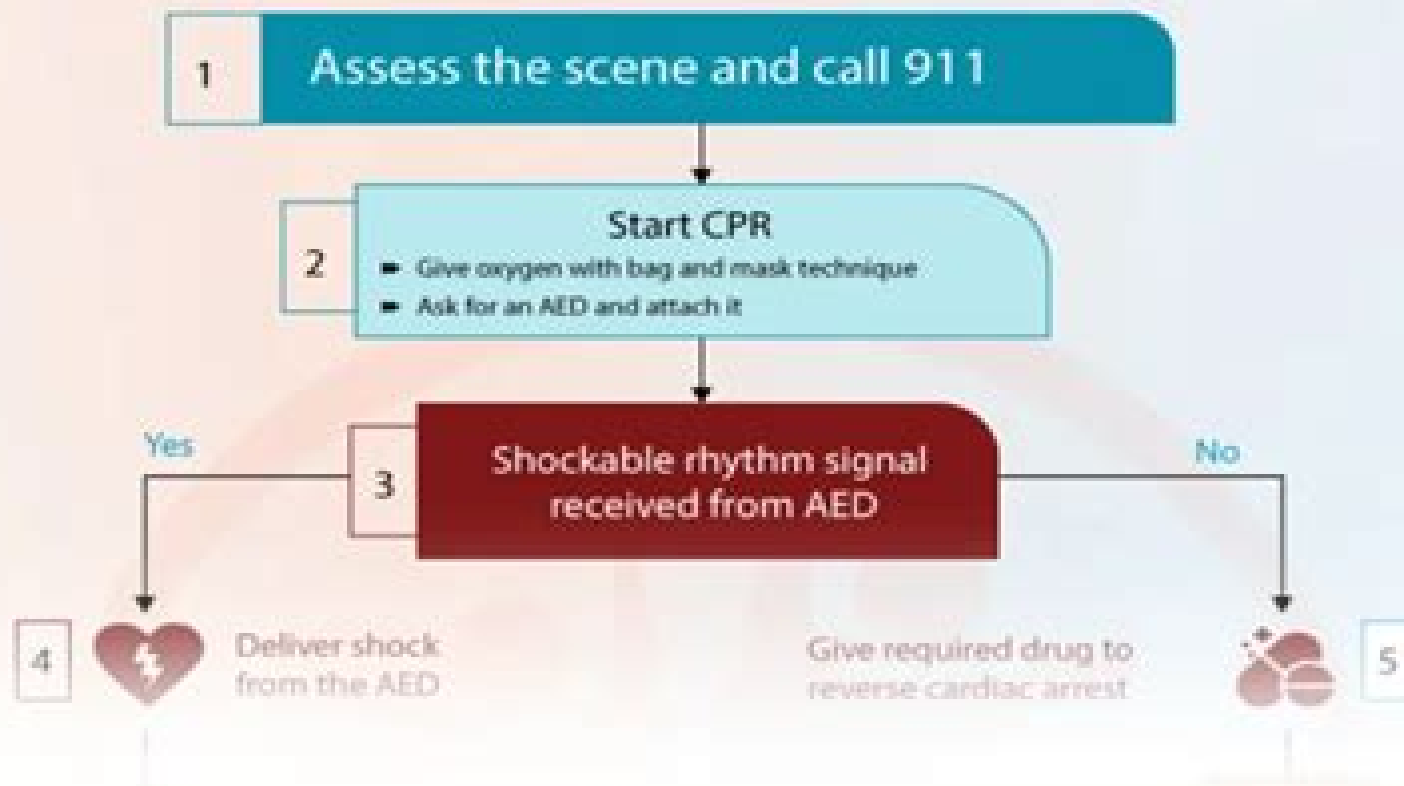 1
Assess the scene and call 911
2
Start CPR
Give oxygen with bag and mask technique
Ask for an AED and attach it
Yes
No
3
Shockable rhythm signal
received from AED
4
Deliver shock
from the AED
Give required drug to
reverse cardiac arrest
5